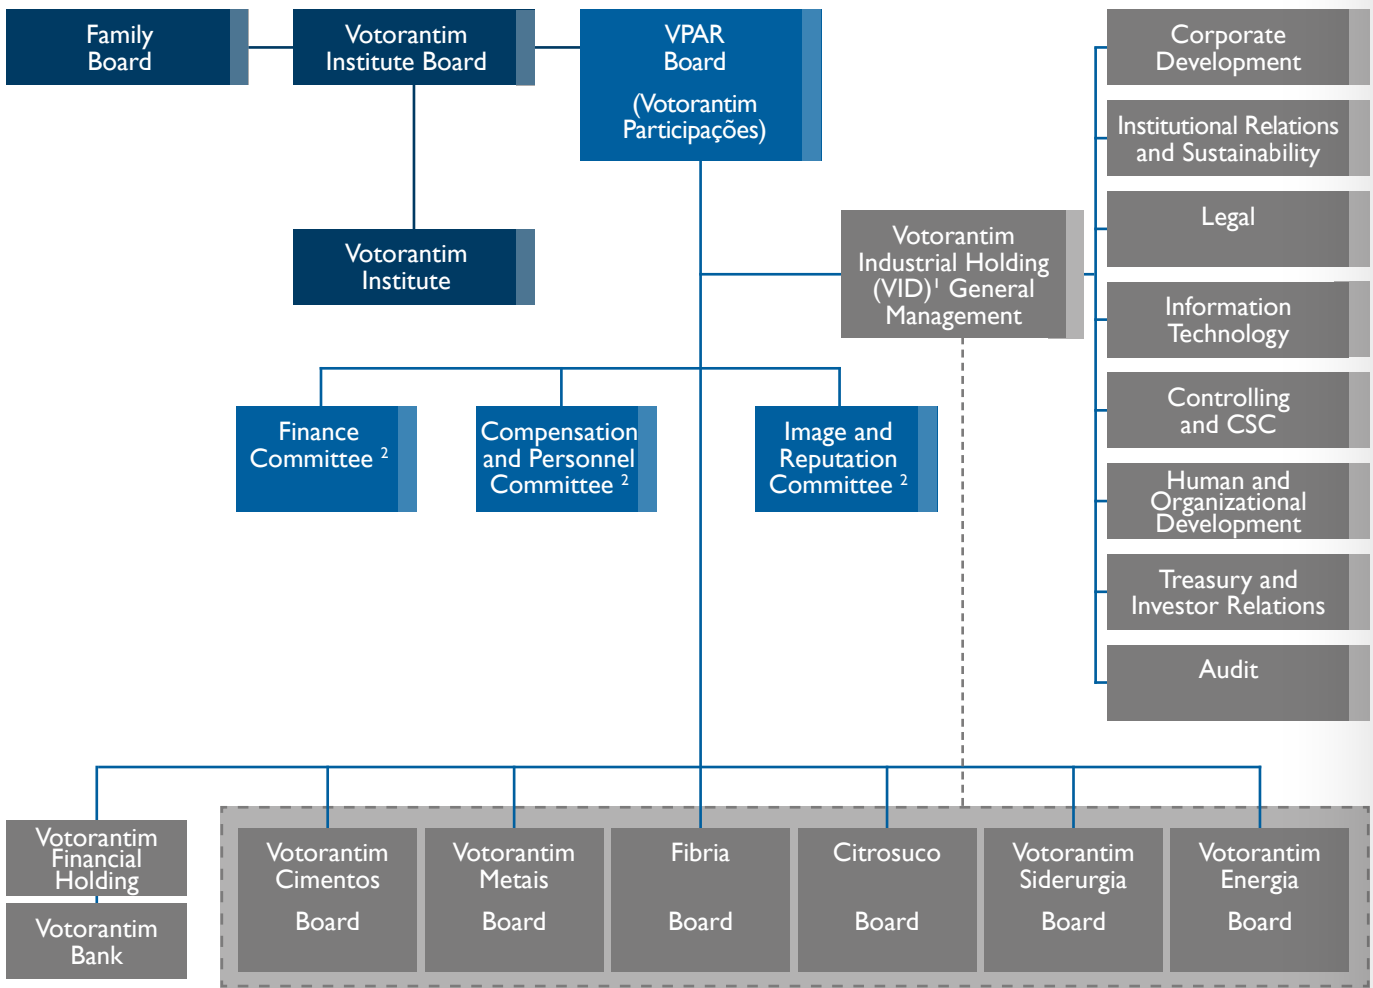 Family
Board
Votorantim
Institute Board
VPAR
Board
(Votorantim
Participações)
Corporate
Development
Institutional Relations
and Sustainability
Legal
Votorantim
Institute
Votorantim
Industrial Holding
(VID)¹ General
Management
Information
Technology
Controlling
and CSC
Finance
Committee ²
Compensation
and Personnel
Committee ²
Image and
Reputation
Committee ²
Human and
Organizational
Development
Treasury and
Investor Relations
Audit
Votorantim
Financial
Holding
Votorantim
Bank
Votorantim
Cimentos
Board
Votorantim
Metais
Board
Fibria
Board
Citrosuco
Board
Votorantim
Siderurgia
Board
Votorantim
Energia
Board